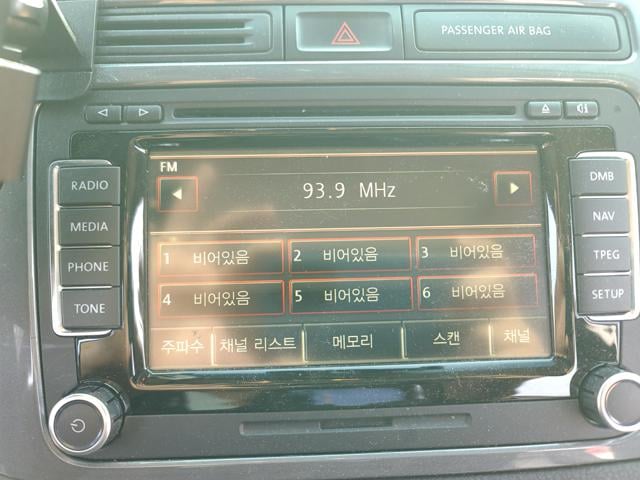 PASSENGER AIR BAG
FM
93.9 MHz
RADIO
MEDIA
PHONE
TONE
1 비어있음 2 비어있음 3 비어있음
4 비어있음 5 비어있음 6 비어있음
주파수 채널 리스트 메모리 스캔 채널
DMB
NAV
TPEG
SETUP